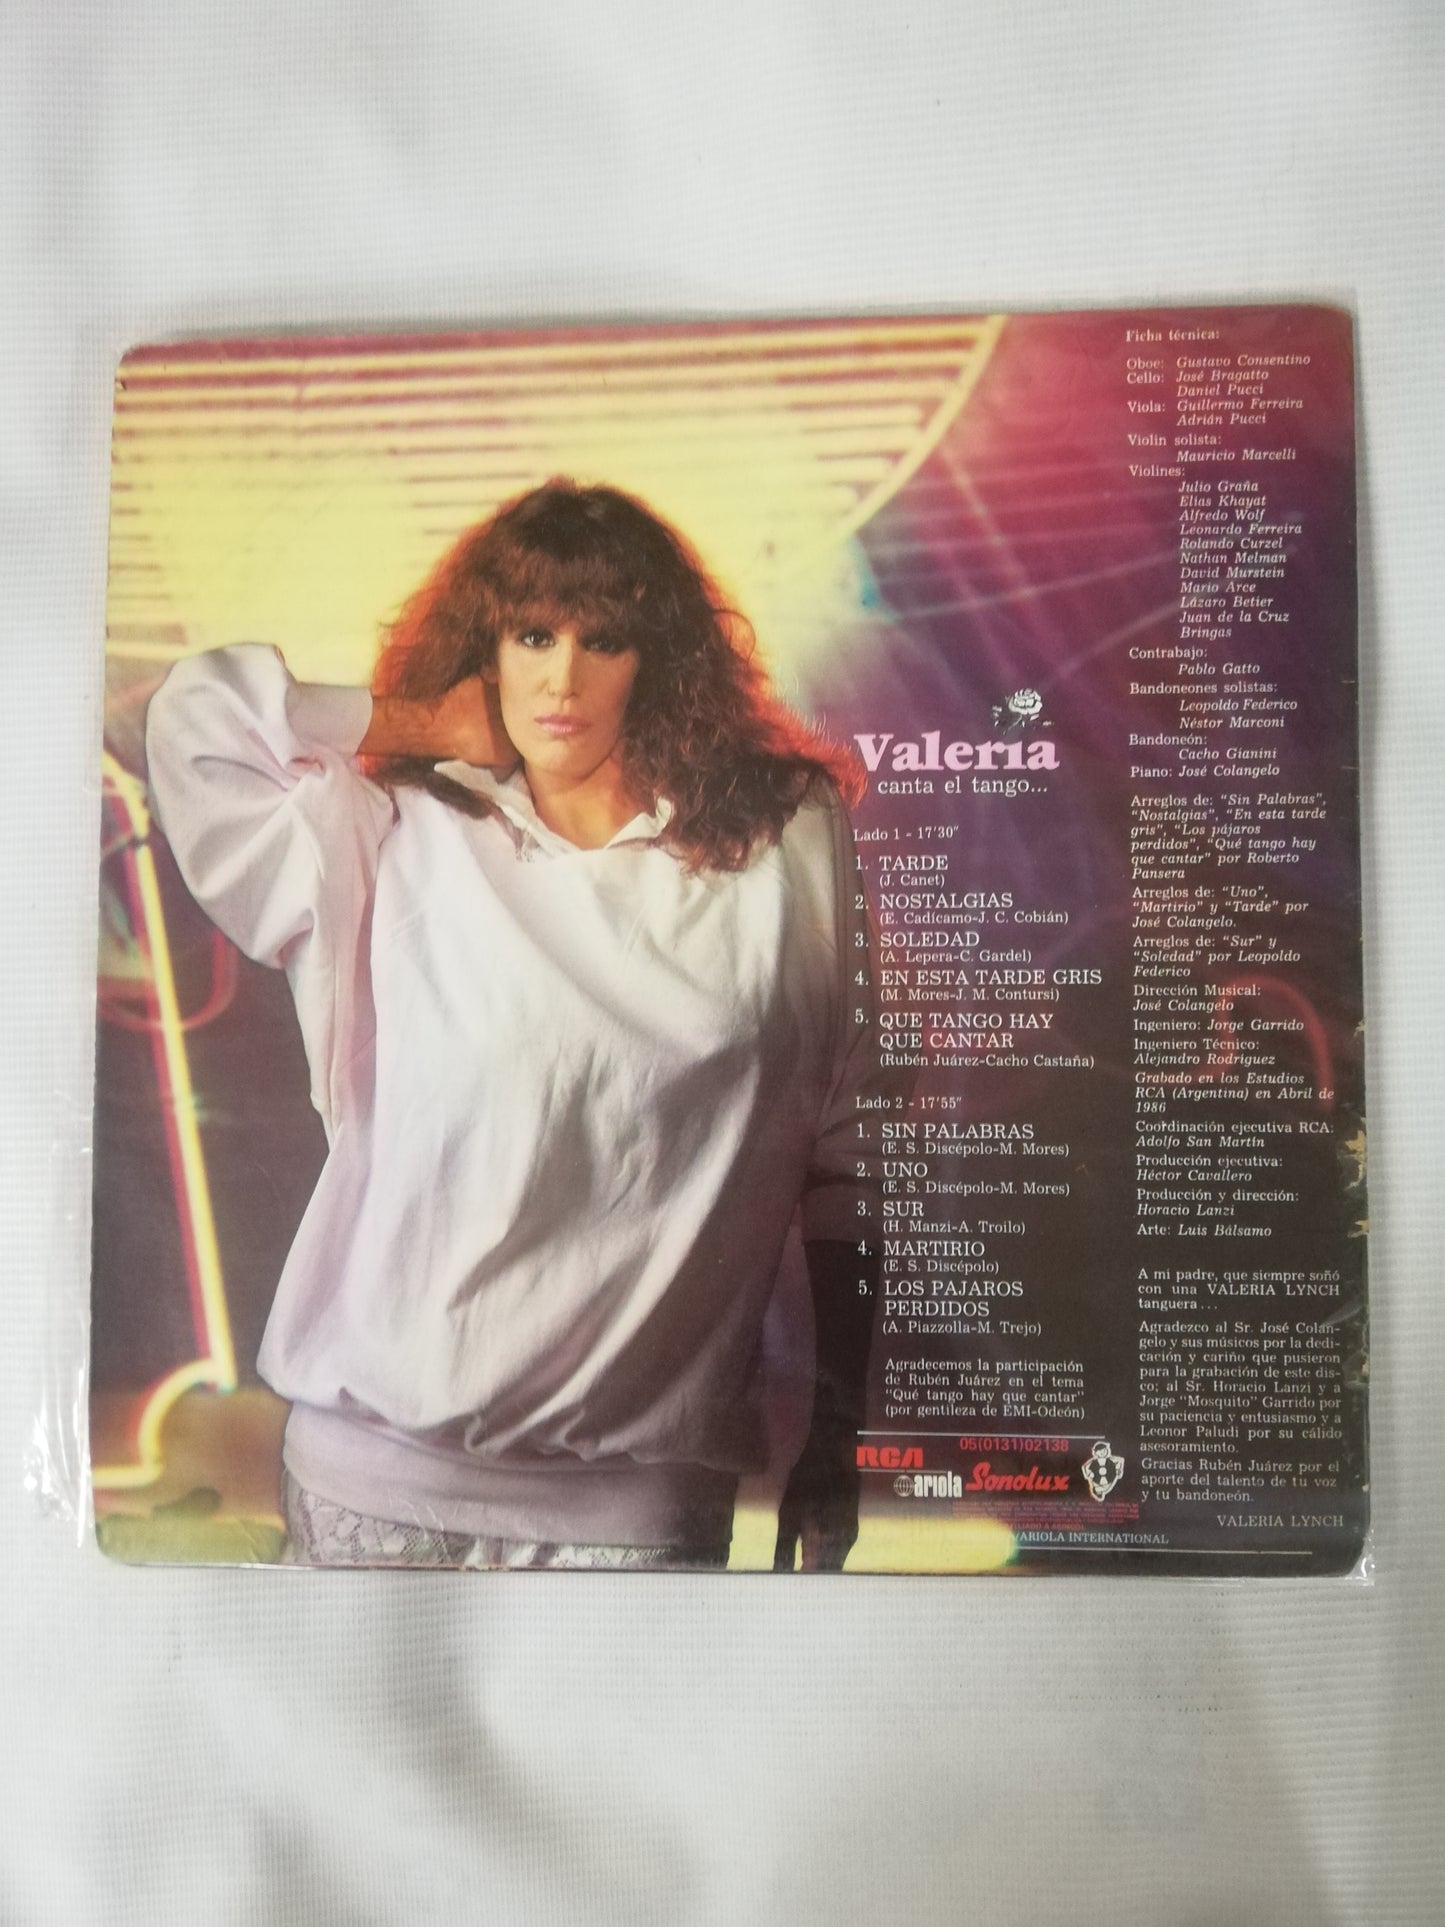 Valeria
canta el tango...
Lado 1 - 17'30"
1. TARDE
(J. Canet)
2. NOSTALGIAS
(E. Cadícamo-J. C. Cobián)
3. SOLEDAD
(A. Lepera-C. Gardel)
4. EN ESTA TARDE GRIS
(M. Mores-J. M. Contursi)
5. QUE TANGO HAY
QUE CANTAR
(Rubén Juárez-Cacho Castaña)
Lado 2 - 17'55"
1. SIN PALABRAS
(E. S. Discépolo-M. Mores)
2. UNO
(E. S. Discépolo-M. Mores)
3. SUR
(H. Manzi-A. Troilo)
4. MARTIRIO
(E. S. Discépolo)
5. LOS PAJAROS
PERDIDOS
(A. Piazzolla-M. Trejo)
Agradecemos la participación
de Rubén Juárez en el tema
"Qué tango hay que cantar"
(por gentileza de EMI-Odeón)
RCA
05(0131)02138
ariola Sonolux
/ARIOLA INTERNATIONAL
Ficha técnica:
Oboe: Gustavo Consentino
Cello: José Bragatto
Daniel Pucci
Viola: Guillermo Ferreira
Adrián Pucci
Violín solista:
Mauricio Marcelli
Violines:
Julio Graña
Elías Khayat
Alfredo Wolf
Leonardo Ferreira
Rolando Curzel
Nathan Melman
David Murstein
Mario Arce
Lázaro Betier
Juan de la Cruz
Bringas
Contrabajo:
Pablo Gatto
Bandoneones solistas:
Leopoldo Federico
Néstor Marconi
Bandoneón:
Cacho Gianini
Piano: José Colangelo
Arreglos de: "Sin Palabras",
"Nostalgias", "En esta tarde
gris", "Los pájaros
perdidos", "Qué tango hay
que cantar" por Roberto
Pansera
Arreglos de: "Uno",
"Martirio" y "Tarde" por
José Colangelo.
Arreglos de: "Sur" y
"Soledad" por Leopoldo
Federico
Dirección Musical:
José Colangelo
Ingeniero: Jorge Garrido
Ingeniero Técnico:
Alejandro Rodríguez
Grabado en los Estudios
RCA (Argentina) en Abril de
1986
Coordinación ejecutiva RCA:
Adolfo San Martín
Producción ejecutiva:
Héctor Cavallero
Producción y dirección:
Horacio Lanzi
Arte: Luis Bálsamo
A mi padre, que siempre soñó
con una VALERIA LYNCH
tanguera...
Agradezco al Sr. José Colan-
gelo y sus músicos por la dedi-
cación y cariño que pusieron
para la grabación de este dis-
co; al Sr. Horacio Lanzi y a
Jorge "Mosquito" Garrido por
su paciencia y entusiasmo y a
Leonor Paludi por su cálido
asesoramiento.
Gracias Rubén Juárez por el
aporte del talento de tu voz
y tu bandoneón.
VALERIA LYNCH